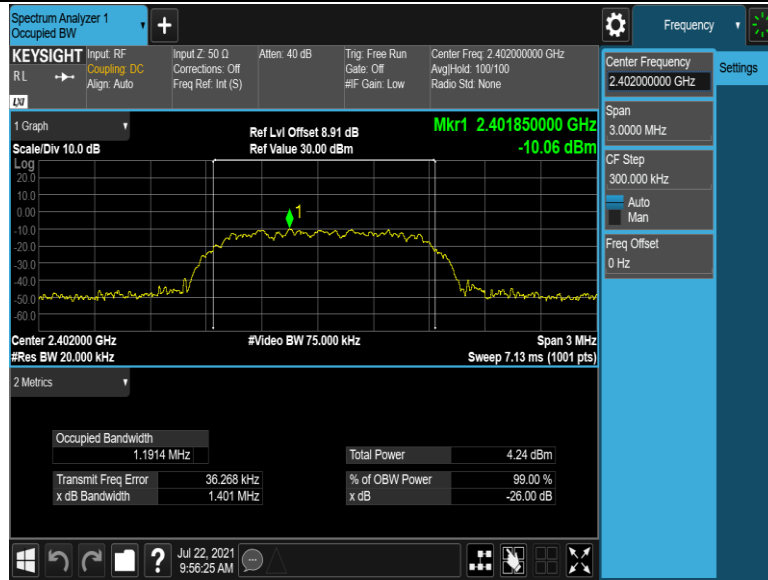 Spectrum Analyzer 1
Occupied BW
+
Frequency
KEYSIGHT
RL
LXI
Input: RF
Coupling: DC
Align: Auto
Input Z: 50 Ω
Corrections: Off
Freq Ref: Int (S)
Atten: 40 dB
Trig: Free Run
Gate: Off
#IF Gain: Low
Center Freq: 2.402000000 GHz
Avg|Hold: 100/100
Radio Std: None
Center Frequency
2.402000000 GHz
Settings
Span
3.0000 MHz
CF Step
300.000 kHz
Auto
Man
Freq Offset
0 Hz
1 Graph
Scale/Div 10.0 dB
Ref Lvl Offset 8.91 dB
Ref Value 30.00 dBm
Mkr1 2.401850000 GHz
-10.06 dBm
Log
20.0
10.0
0.00
-10.0
-20.0
-30.0
-40.0
-50.0
-60.0
1
Center 2.402000 GHz
#Res BW 20.000 kHz
#Video BW 75.000 kHz
Span 3 MHz
Sweep 7.13 ms (1001 pts)
2 Metrics
Occupied Bandwidth
1.1914 MHz
Total Power 4.24 dBm
Transmit Freq Error 36.268 kHz
% of OBW Power 99.00 %
x dB Bandwidth 1.401 MHz
x dB -26.00 dB
?
Jul 22, 2021
9:56:25 AM